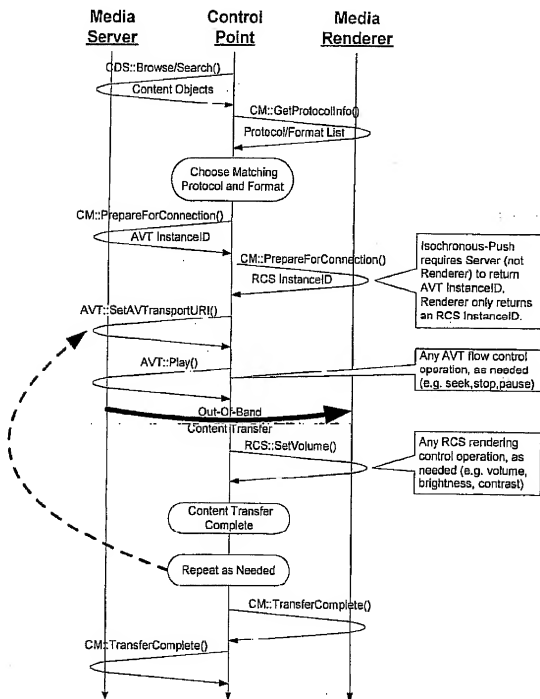 Media
Server
Control
Point
Media
Renderer
CDS::Browse/Search()
Content Objects
CM::GetProtocolInfo()
Protocol/Format List
Choose Matching
Protocol and Format
CM::PrepareForConnection()
AVT InstanceID
CM::PrepareForConnection()
RCS InstanceID
Isochronous-Push
requires Server (not
Renderer) to return
AVT InstanceID.
Renderer only returns
an RCS InstanceID.
AVT::SetAVTransportURI()
AVT::Play()
Any AVT flow control
operation, as needed
(e.g. seek,stop,pause)
Out-Of-Band
Content Transfer
RCS::SetVolume()
Any RCS rendering
control operation, as
needed (e.g. volume,
brightness, contrast)
Content Transfer
Complete
Repeat as Needed
CM::TransferComplete()
CM::TransferComplete()